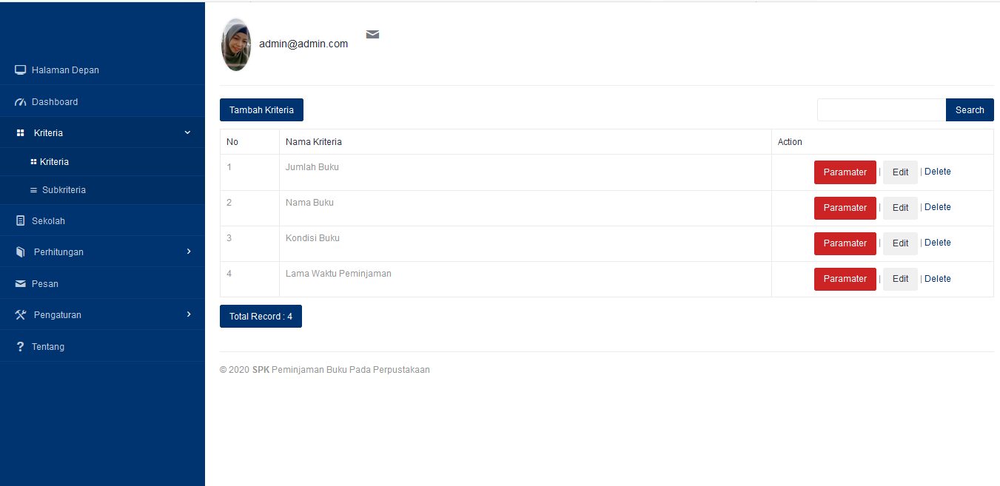 admin@admin.com
Halaman Depan
Dashboard
Kriteria
Kriteria
Subkriteria
Sekolah
Perhitungan
Pesan
Pengaturan
Tentang
Tambah Kriteria
Search
No Nama Kriteria Action
1 Jumlah Buku Paramater | Edit | Delete
2 Nama Buku Paramater | Edit | Delete
3 Kondisi Buku Paramater | Edit | Delete
4 Lama Waktu Peminjaman Paramater | Edit | Delete
Total Record : 4
© 2020 SPK Peminjaman Buku Pada Perpustakaan